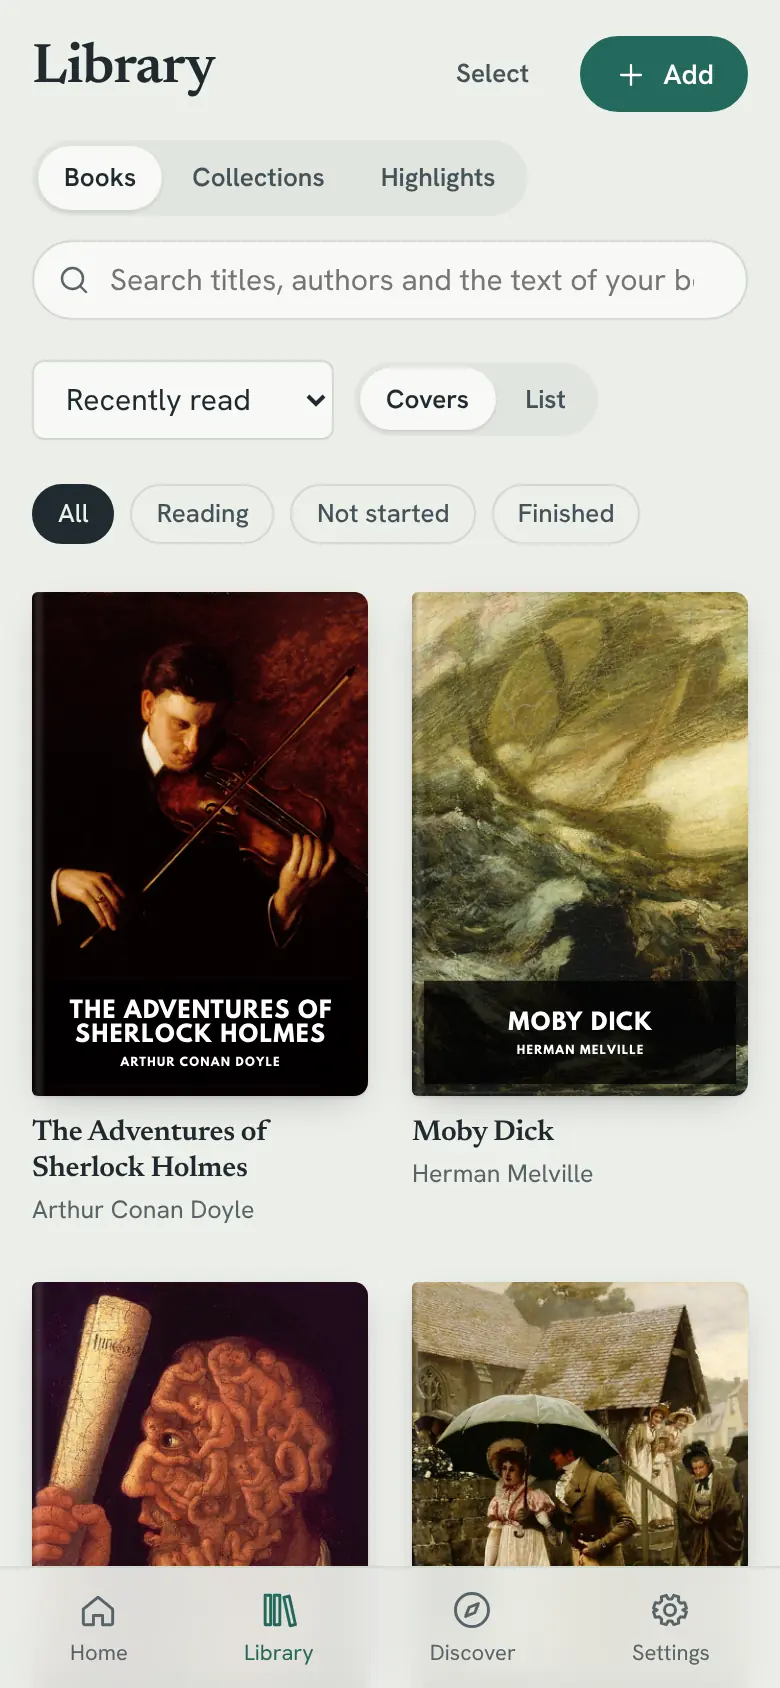 Library
Select
Add
Books
Collections
Highlights
Search titles, authors and the text of your b
Recently read
Covers
List
All
Reading
Not started
Finished
THE ADVENTURES OF
SHERLOCK HOLMES
ARTHUR CONAN DOYLE
MOBY DICK
HERMAN MELVILLE
The Adventures of
Sherlock Holmes
Arthur Conan Doyle
Moby Dick
Herman Melville
Home
Library
Discover
Settings